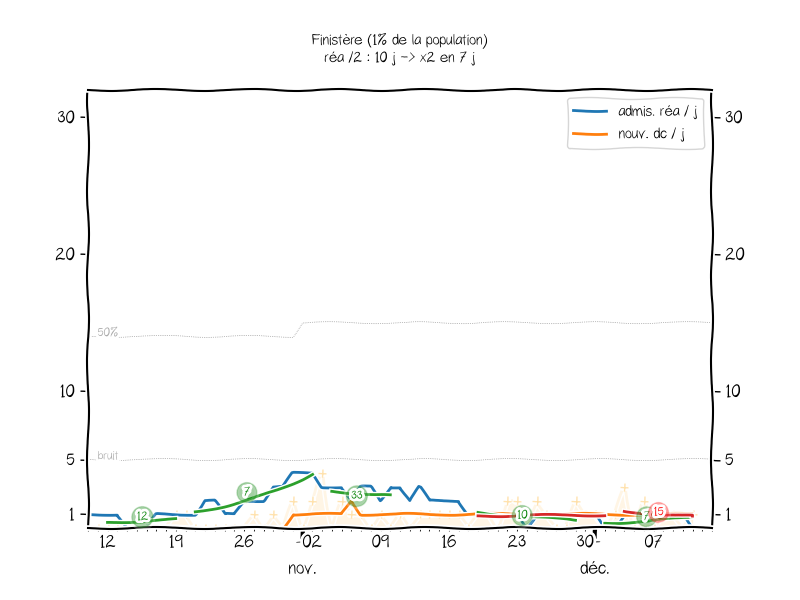 Finistère (1% de la population)
réa /2 : 10 j -> x2 en 7 j
admis. réa / j
nouv. dc / j
30 30
20 20
50%
10 10
bruit
5 5
7
33
12
10
7
15
1 1
12 19 26 02 09 16 23 30 07
nov. déc.